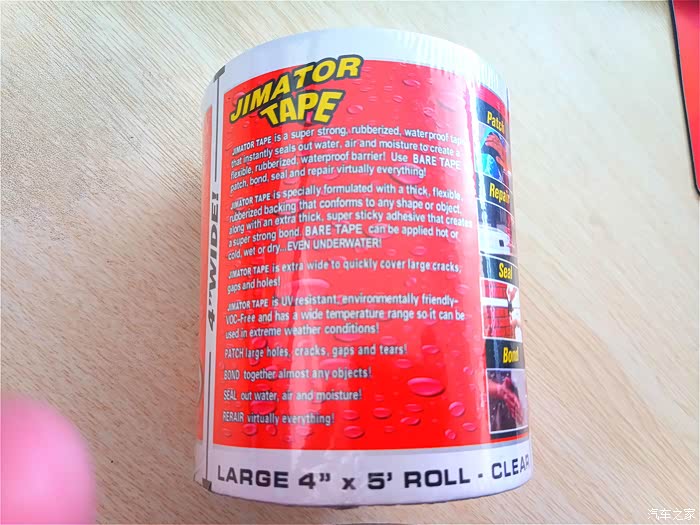 JIMATOR
TAPE
JIMATOR TAPE is a super strong, rubberized, waterproof tape
that instantly seals out water, air and moisture to create a
flexible, rubberized, waterproof barrier! Use BARE TAPE
patch, bond, seal and repair virtually everything!
JIMATOR TAPE is specially formulated with a thick, flexible,
rubberized backing that conforms to any shape or object,
along with an extra thick, super sticky adhesive that creates
a super strong bond. BARE TAPE can be applied hot or
cold, wet or dry...EVEN UNDERWATER!
JIMATOR TAPE is extra wide to quickly cover large cracks,
gaps and holes!
JIMATOR TAPE is UV resistant, environmentally friendly-
VOC-Free and has a wide temperature range so it can be
used in extreme weather conditions!
PATCH large holes, cracks, gaps and tears!
BOND together almost any objects!
SEAL out water, air and moisture!
RERAIR virtually everything!
4" WIDE!
Patch
Repair
Seal
Bond
LARGE 4" x 5' ROLL - CLEAR
汽车之家